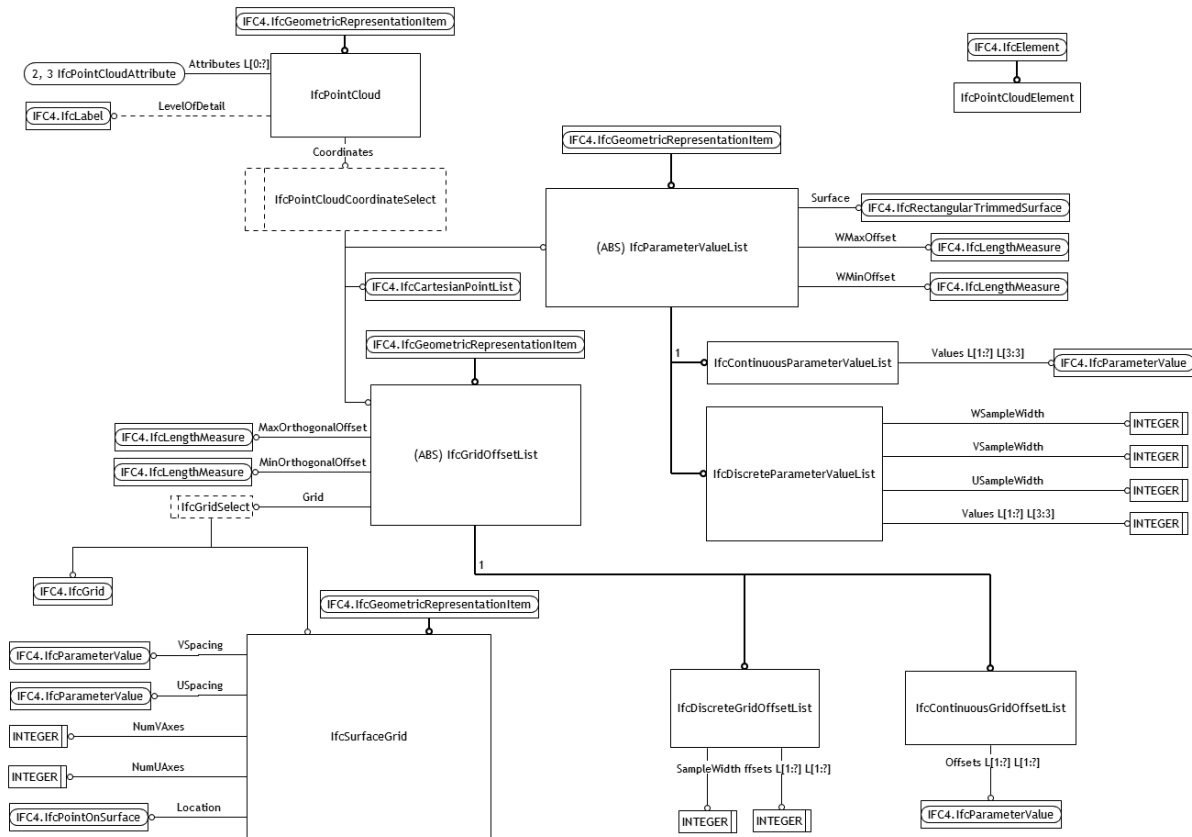 IFC4.IfcGeometricRepresentationItem
IFC4.IfcElement
Attributes L[0:?]
2, 3 IfcPointCloudAttribute
IfcPointCloud
IfcPointCloudElement
LevelOfDetail
IFC4.IfcLabel
IFC4.IfcGeometricRepresentationItem
Coordinates
IfcPointCloudCoordinateSelect
Surface
IFC4.IfcRectangularTrimmedSurface
(ABS) IfcParameterValueList
WMaxOffset
IFC4.IfcLengthMeasure
WMinOffset
IFC4.IfcLengthMeasure
IFC4.IfcCartesianPointList
IFC4.IfcGeometricRepresentationItem
1
IfcContinuousParameterValueList
Values L[1:?] L[3:3]
IFC4.IfcParameterValue
MaxOrthogonalOffset
IFC4.IfcLengthMeasure
(ABS) IfcGridOffsetList
MinOrthogonalOffset
IFC4.IfcLengthMeasure
Grid
IfcGridSelect
IfcDiscreteParameterValueList
WSampleWidth
INTEGER
VSampleWidth
INTEGER
USampleWidth
INTEGER
Values L[1:?] L[3:3]
INTEGER
1
IFC4.IfcGrid
IFC4.IfcGeometricRepresentationItem
VSpacing
IFC4.IfcParameterValue
USpacing
IFC4.IfcParameterValue
NumVAxes
INTEGER
IfcSurfaceGrid
NumUAxes
INTEGER
Location
IFC4.IfcPointOnSurface
IfcDiscreteGridOffsetList
IfcContinuousGridOffsetList
SampleWidth ffsets L[1:?] L[1:?]
Offsets L[1:?] L[1:?]
INTEGER
INTEGER
IFC4.IfcParameterValue